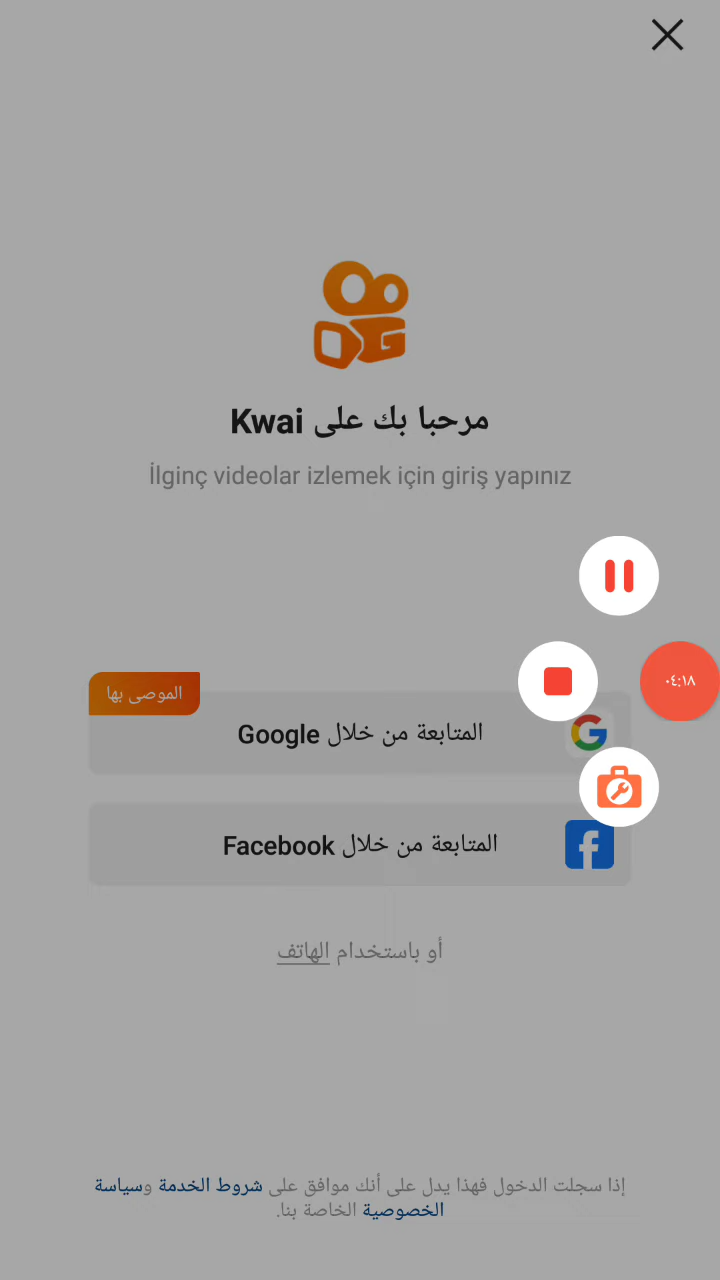 مرحبا بك على Kwai
İlginç videolar izlemek için giriş yapınız
الموصى بها
٠٤:١٨
المتابعة من خلال Google
المتابعة من خلال Facebook
أو باستخدام الهاتف
إذا سجلت الدخول فهذا يدل على أنك موافق على شروط الخدمة وسياسة
الخصوصية الخاصة بنا.